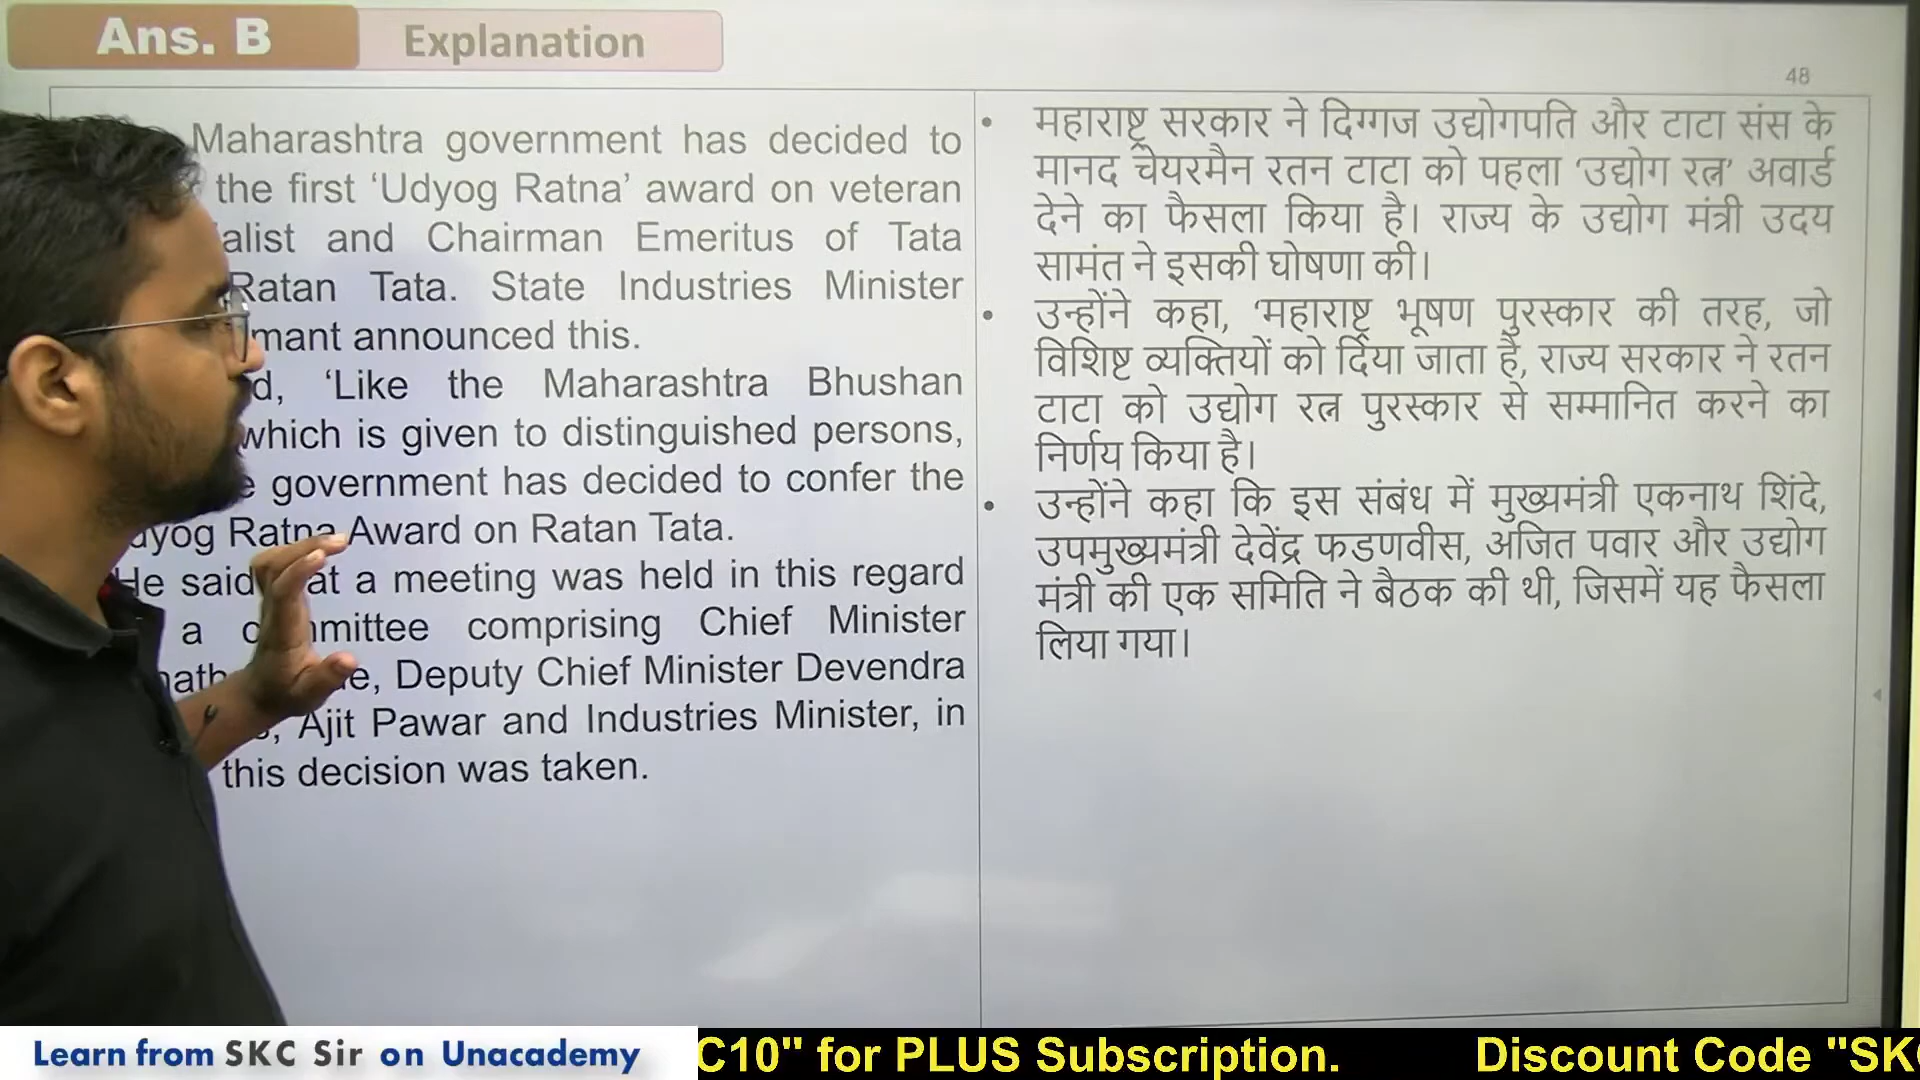 Ans. B
Explanation
48
Maharashtra government has decided to
the first ‘Udyog Ratna’ award on veteran
and Chairman Emeritus of Tata
Ratan Tata. State Industries Minister
announced this.
‘Like the Maharashtra Bhushan
which is given to distinguished persons,
government has decided to confer the
Ratna Award on Ratan Tata.
He said at a meeting was held in this regard
a comprising Chief Minister
Deputy Chief Minister Devendra
Ajit Pawar and Industries Minister, in
this decision was taken.
• महाराष्ट्र सरकार ने दिग्गज उद्योगपति और टाटा संस के
मानद चेयरमैन रतन टाटा को पहला ‘उद्योग रत्न’ अवार्ड
देने का फैसला किया है। राज्य के उद्योग मंत्री उदय
सामंत ने इसकी घोषणा की।
• उन्होंने कहा, ‘महाराष्ट्र भूषण पुरस्कार की तरह, जो
विशिष्ट व्यक्तियों को दिया जाता है, राज्य सरकार ने रतन
टाटा को उद्योग रत्न पुरस्कार से सम्मानित करने का
निर्णय किया है।
• उन्होंने कहा कि इस संबंध में मुख्यमंत्री एकनाथ शिंदे,
उपमुख्यमंत्री देवेंद्र फडणवीस, अजित पवार और उद्योग
मंत्री की एक समिति ने बैठक की थी, जिसमें यह फैसला
लिया गया।
Learn from SKC Sir on Unacademy
C10" for PLUS Subscription. Discount Code "SK